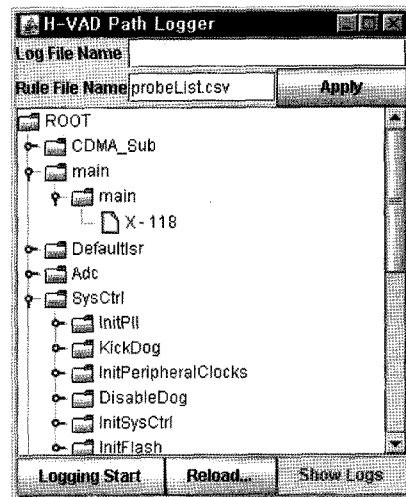 H-VAD Path Logger
Log File Name
Rule File Name probeList.csv Apply
ROOT
CDMA_Sub
main
main
X - 118
DefaultIsr
Adc
SysCtrl
InitPll
KickDog
InitPeripheralClocks
DisableDog
InitSysCtrl
InitFlash
Logging Start Reload... Show Logs